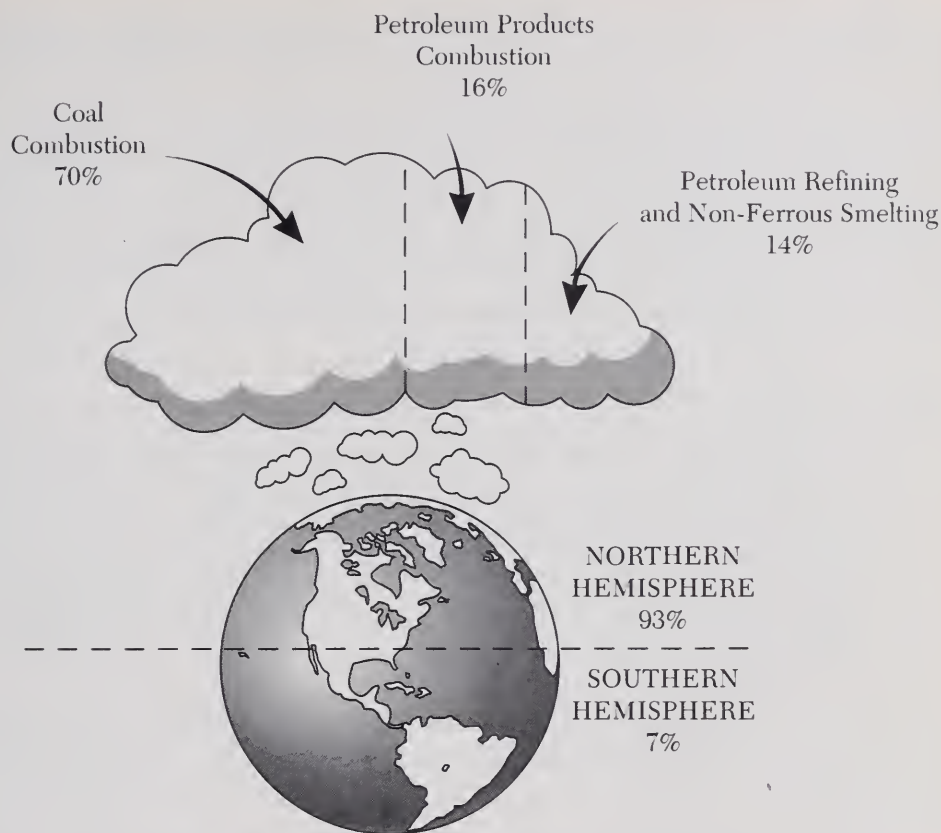 Petroleum Products
Combustion
16%
Coal
Combustion
70%
Petroleum Refining
and Non-Ferrous Smelting
14%
NORTHERN
HEMISPHERE
93%
SOUTHERN
HEMISPHERE
7%